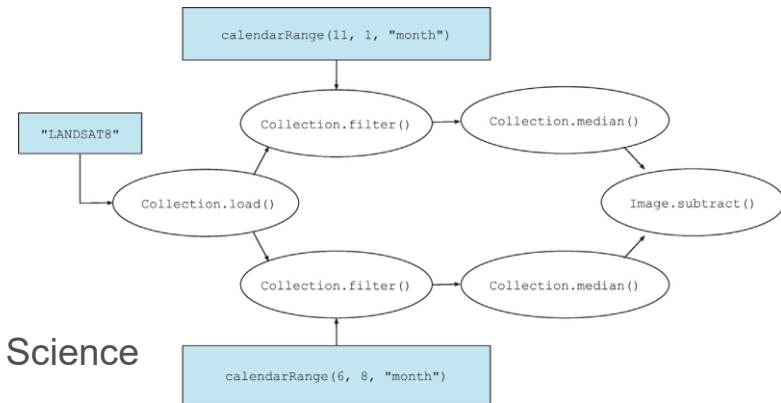 calendarRange(11, 1, "month")
Collection.filter()
Collection.median()
"LANDSAT8"
Collection.load()
Image.subtract()
Collection.filter()
Collection.median()
Science
calendarRange(6, 8, "month")